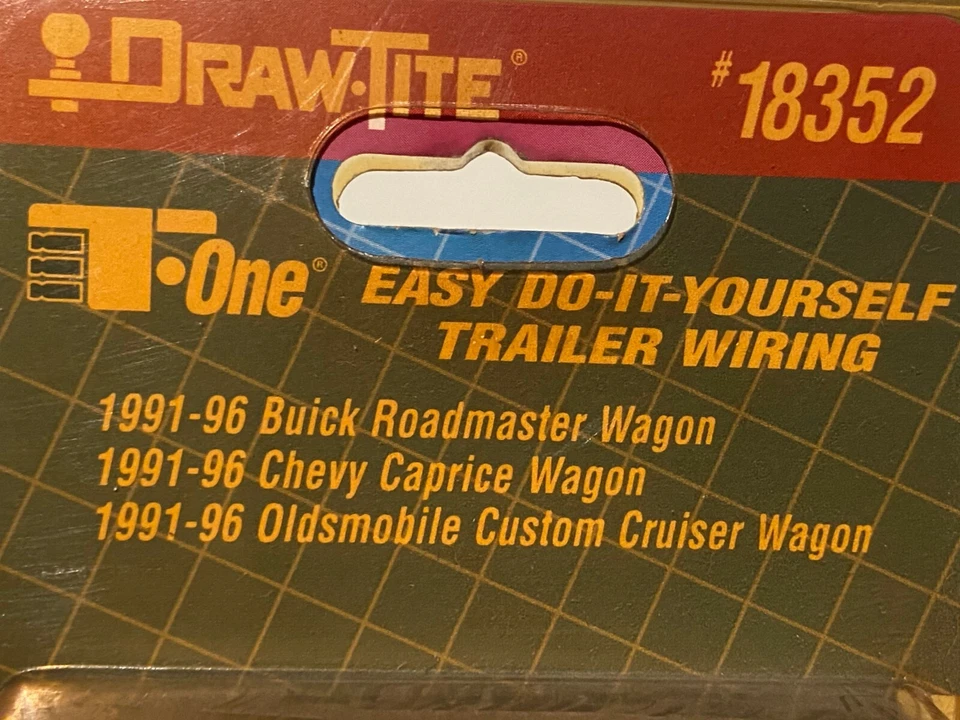 DRAW·TITE®
#18352
T·One®
EASY DO-IT-YOURSELF
TRAILER WIRING
1991-96 Buick Roadmaster Wagon
1991-96 Chevy Caprice Wagon
1991-96 Oldsmobile Custom Cruiser Wagon